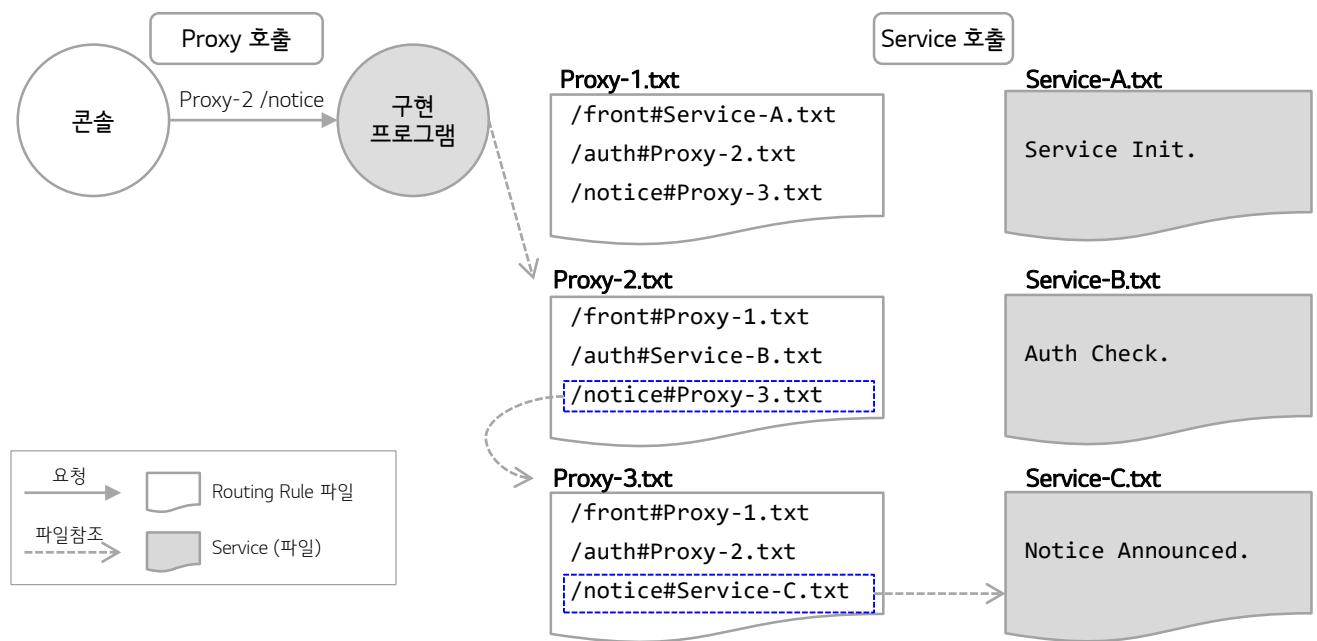 Proxy 호출
콘솔
Proxy-2 /notice
구현
프로그램
Service 호출
Proxy-1.txt
/front#Service-A.txt
/auth#Proxy-2.txt
/notice#Proxy-3.txt
Service-A.txt
Service Init.
Proxy-2.txt
/front#Proxy-1.txt
/auth#Service-B.txt
/notice#Proxy-3.txt
Service-B.txt
Auth Check.
Proxy-3.txt
/front#Proxy-1.txt
/auth#Proxy-2.txt
/notice#Service-C.txt
Service-C.txt
Notice Announced.
요청
Routing Rule 파일
파일참조
Service (파일)